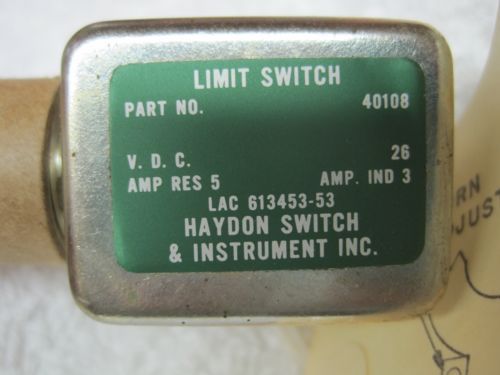 LIMIT SWITCH
PART NO. 40108
V. D. C. 26
AMP RES 5 AMP. IND 3
LAC 613453-53
HAYDON SWITCH
& INSTRUMENT INC.